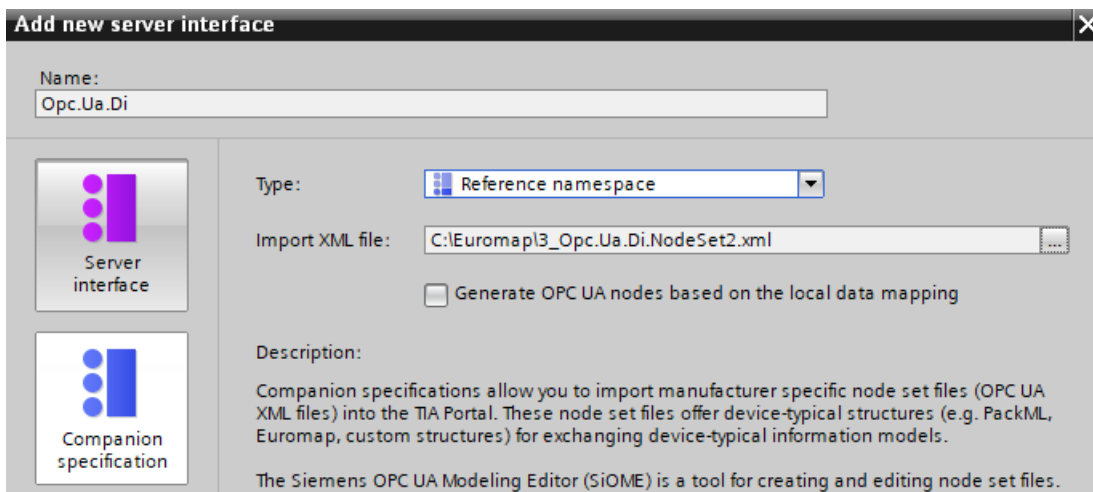 Add new server interface
Name:
Opc.Ua.Di
Server
interface
Type:
Reference namespace
Import XML file:
C:\Euromap\3_Opc.Ua.Di.NodeSet2.xml
...
Generate OPC UA nodes based on the local data mapping
Companion
specification
Description:
Companion specifications allow you to import manufacturer specific node set files (OPC UA
XML files) into the TIA Portal. These node set files offer device-typical structures (e.g. PackML,
Euromap, custom structures) for exchanging device-typical information models.
The Siemens OPC UA Modeling Editor (SiOME) is a tool for creating and editing node set files.